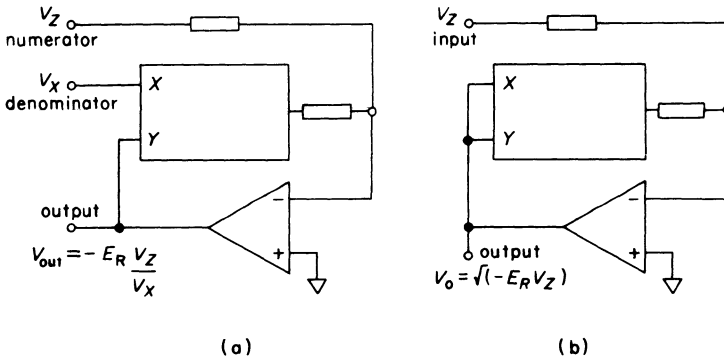 V_Z
numerator
V_X
denominator
X
Y
−
+
output
V_out = − E_R V_Z / V_X
(a)
V_Z
input
X
Y
−
+
output
V_o = √(−E_R V_Z)
(b)